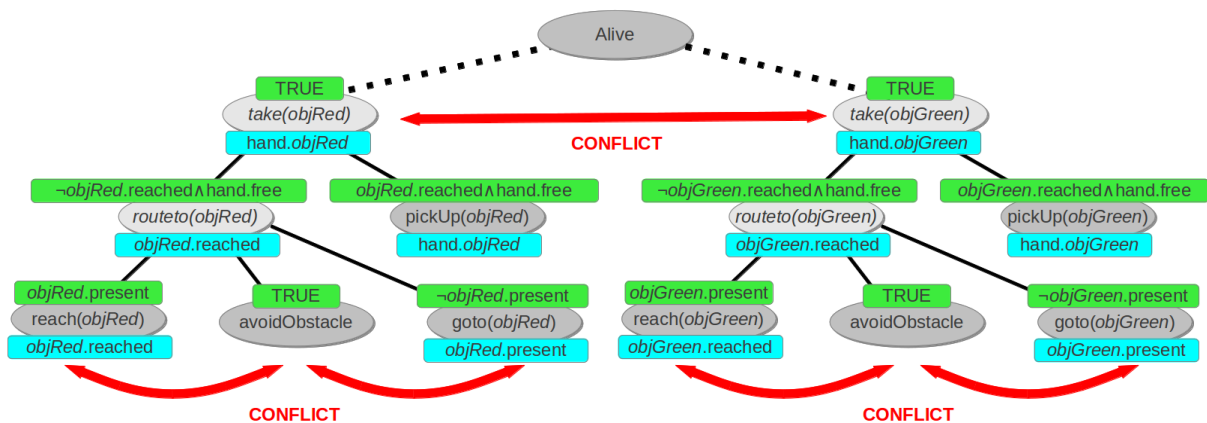 Alive
TRUE
take(objRed)
hand.objRed
TRUE
take(objGreen)
hand.objGreen
CONFLICT
¬objRed.reached∧hand.free
routeto(objRed)
objRed.reached
objRed.reached∧hand.free
pickUp(objRed)
hand.objRed
¬objGreen.reached∧hand.free
routeto(objGreen)
objGreen.reached
objGreen.reached∧hand.free
pickUp(objGreen)
hand.objGreen
objRed.present
reach(objRed)
objRed.reached
TRUE
avoidObstacle
¬objRed.present
goto(objRed)
objRed.present
objGreen.present
reach(objGreen)
objGreen.reached
TRUE
avoidObstacle
¬objGreen.present
goto(objGreen)
objGreen.present
CONFLICT
CONFLICT